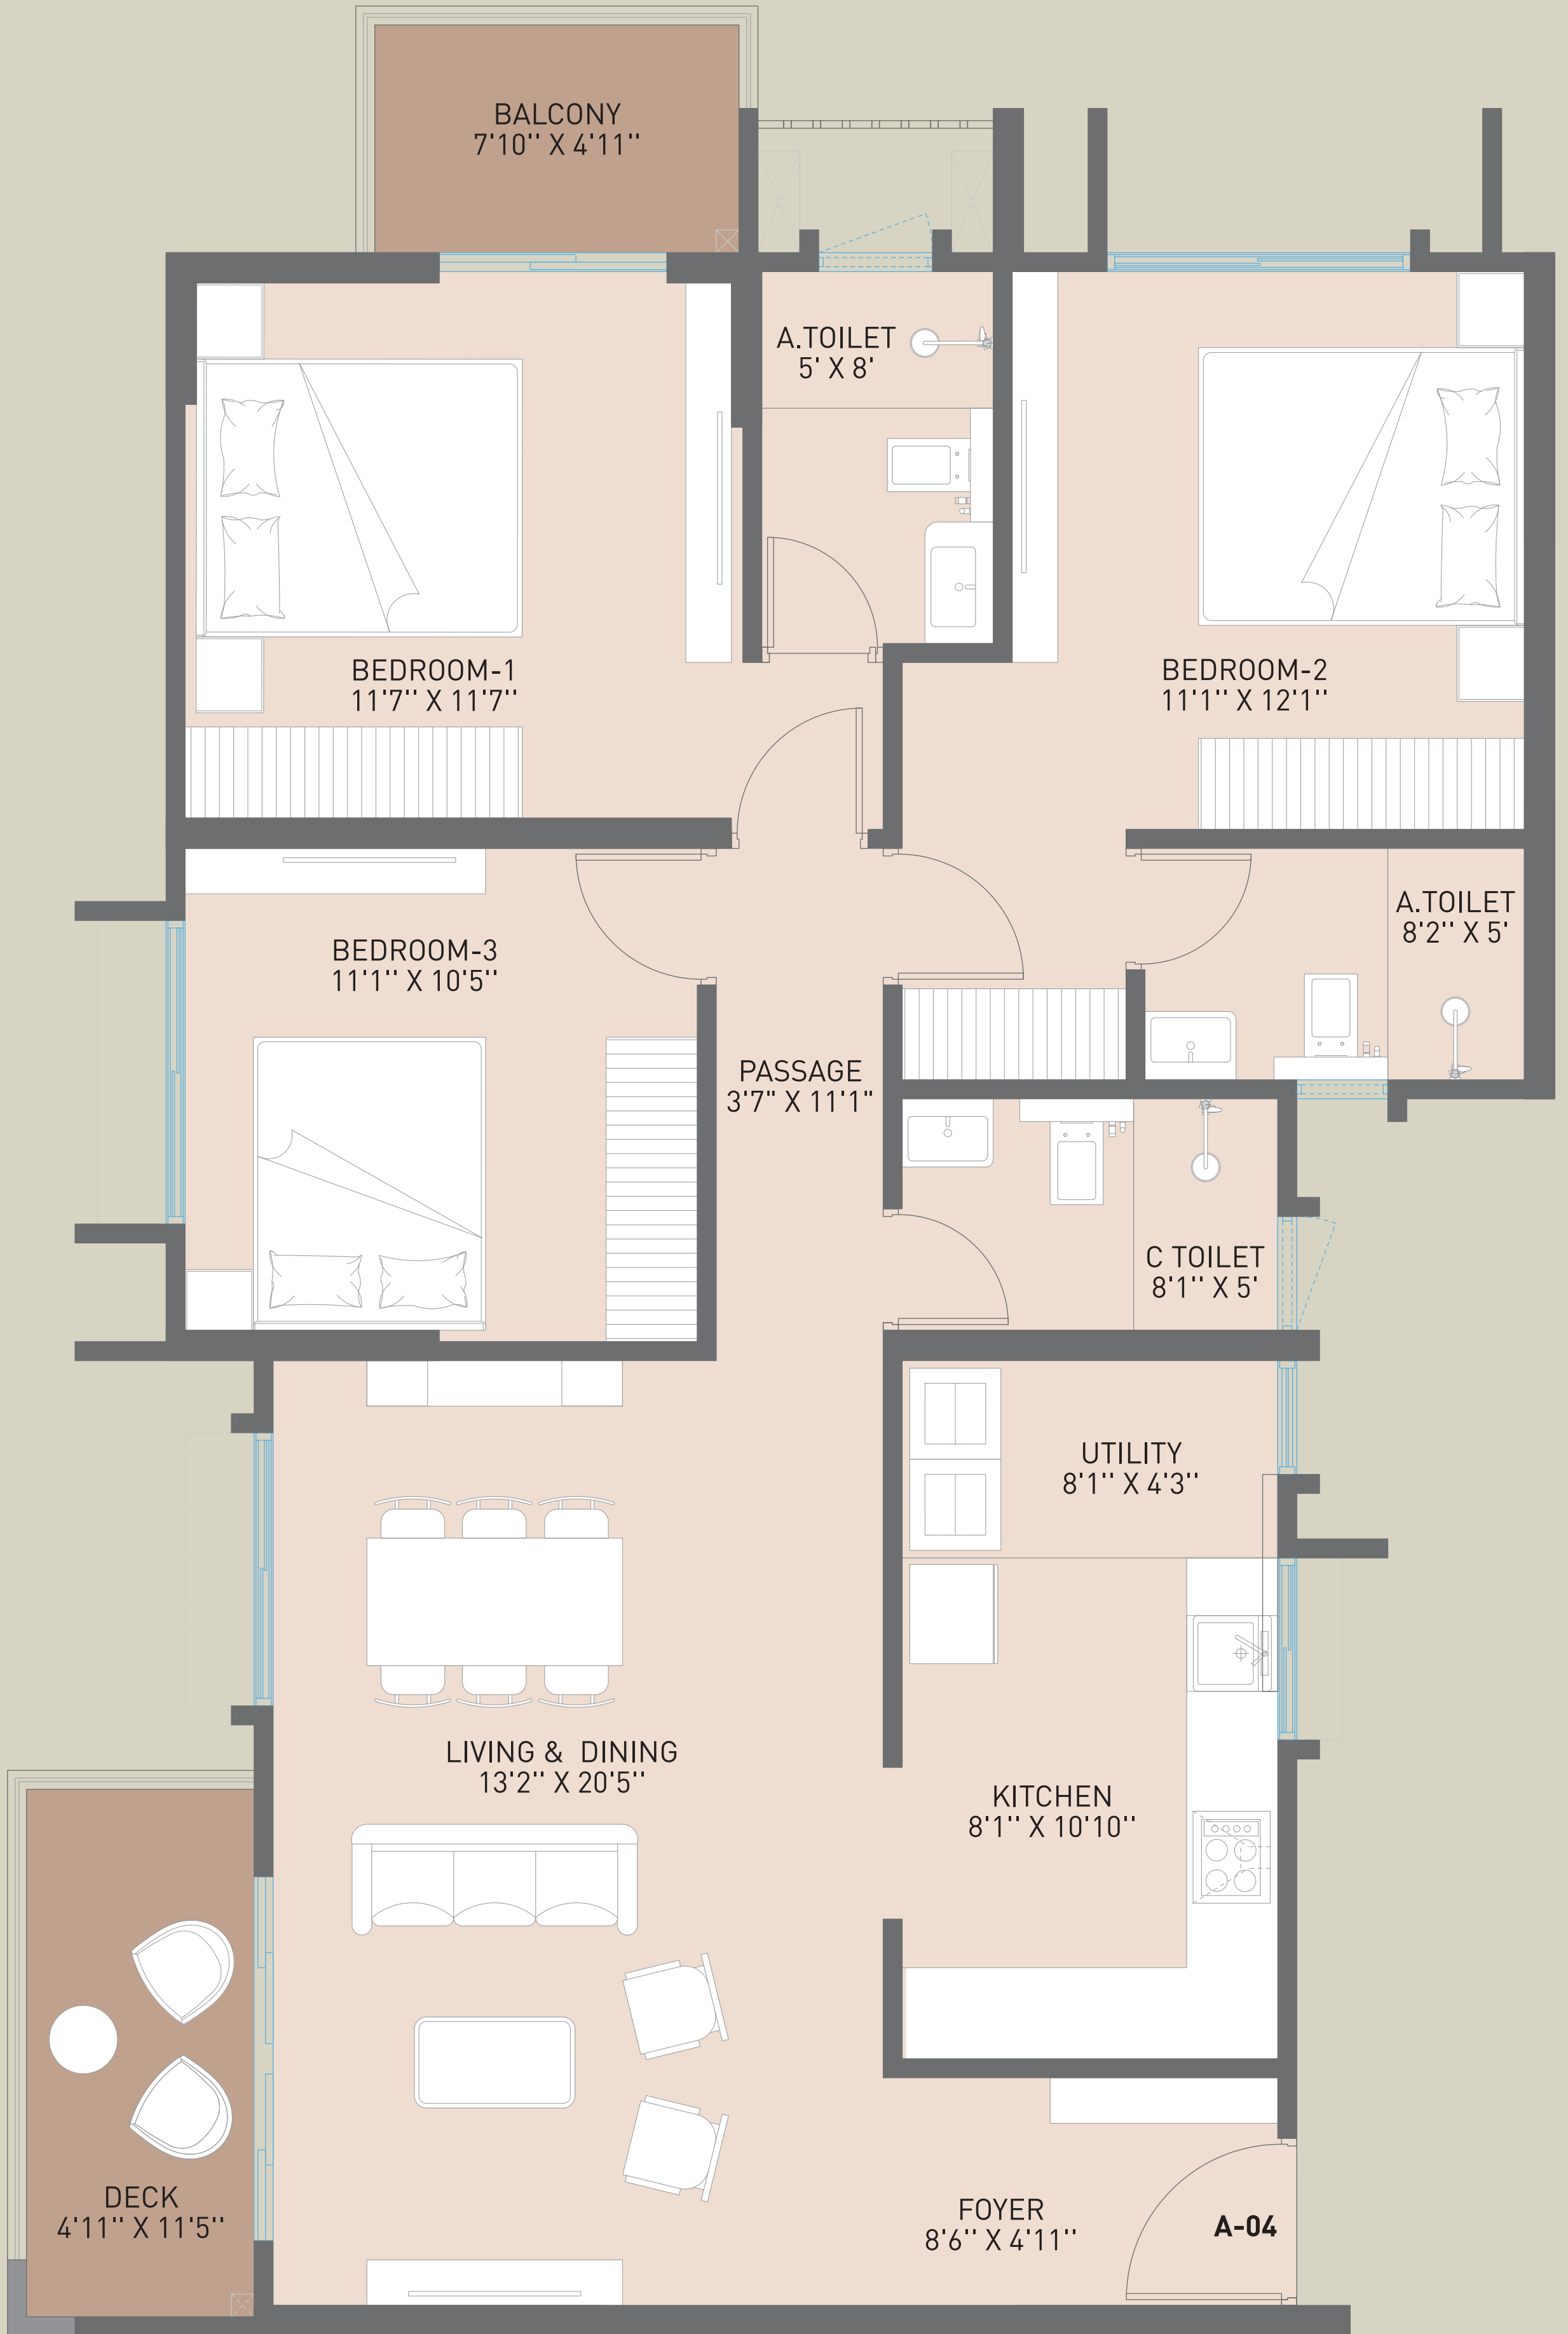 BALCONY
7'10'' X 4'11''
A.TOILET
5' X 8'
BEDROOM-1
11'7'' X 11'7''
BEDROOM-2
11'1'' X 12'1''
A.TOILET
8'2'' X 5'
BEDROOM-3
11'1'' X 10'5''
PASSAGE
3'7" X 11'1"
C TOILET
8'1'' X 5'
UTILITY
8'1'' X 4'3''
LIVING & DINING
13'2'' X 20'5''
KITCHEN
8'1'' X 10'10''
DECK
4'11'' X 11'5''
FOYER
8'6'' X 4'11''
A-04